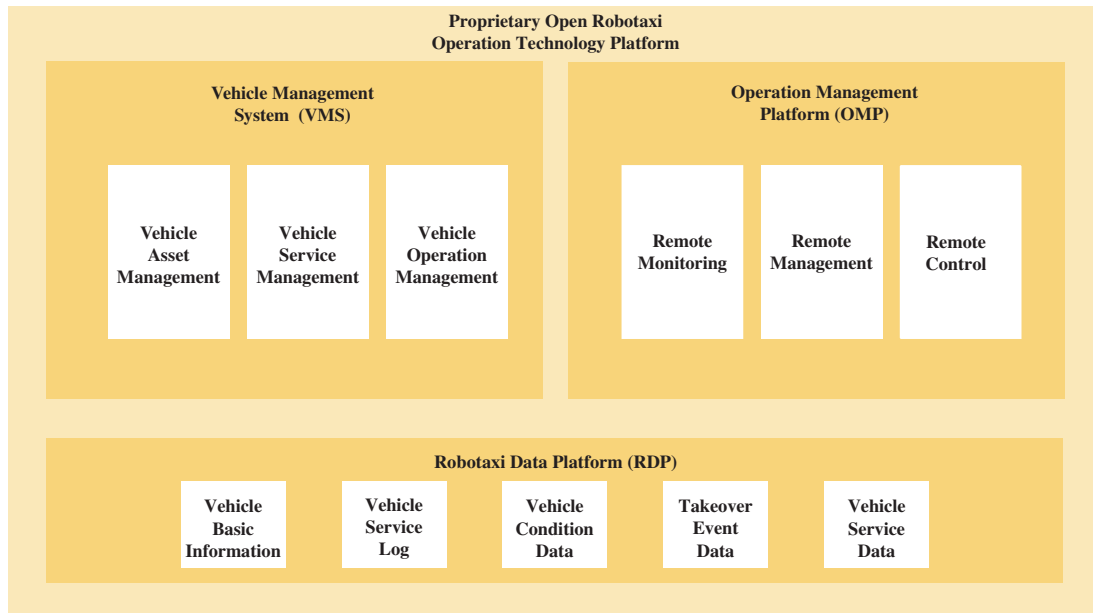 Proprietary Open Robotaxi
Operation Technology Platform
Vehicle Management
System (VMS)
Vehicle
Asset
Management
Vehicle
Service
Management
Vehicle
Operation
Management
Operation Management
Platform (OMP)
Remote
Monitoring
Remote
Management
Remote
Control
Robotaxi Data Platform (RDP)
Vehicle
Basic
Information
Vehicle
Service
Log
Vehicle
Condition
Data
Takeover
Event
Data
Vehicle
Service
Data